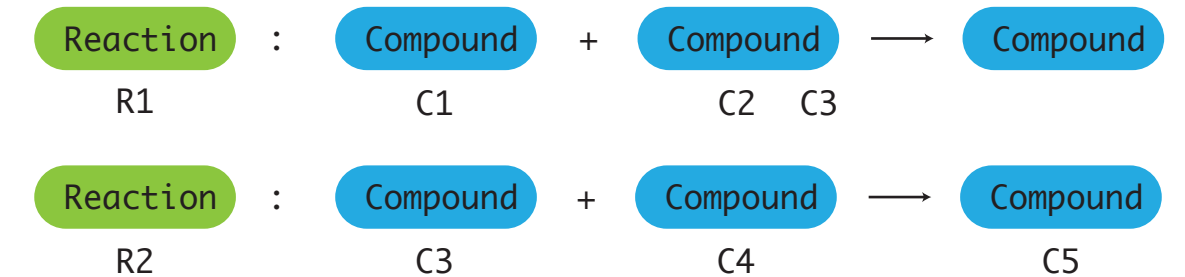 Reaction : Compound + Compound Compound
R1 C1 C2 C3
Reaction : Compound + Compound Compound
R2 C3 C4 C5